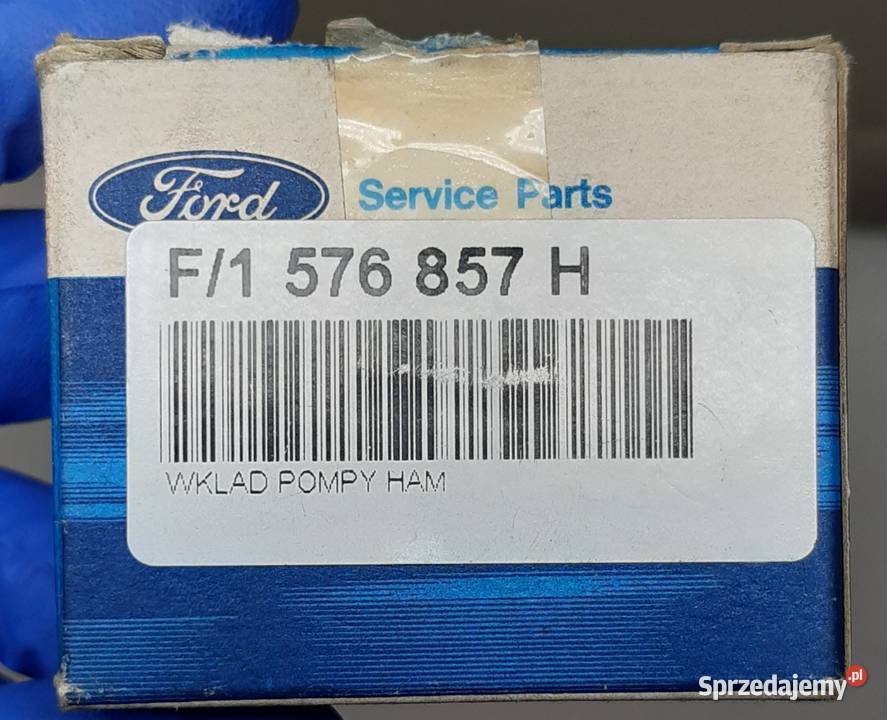 Ford
Service Parts
F/1 576 857 H
WKLAD POMPY HAM
Sprzedajemy.pl